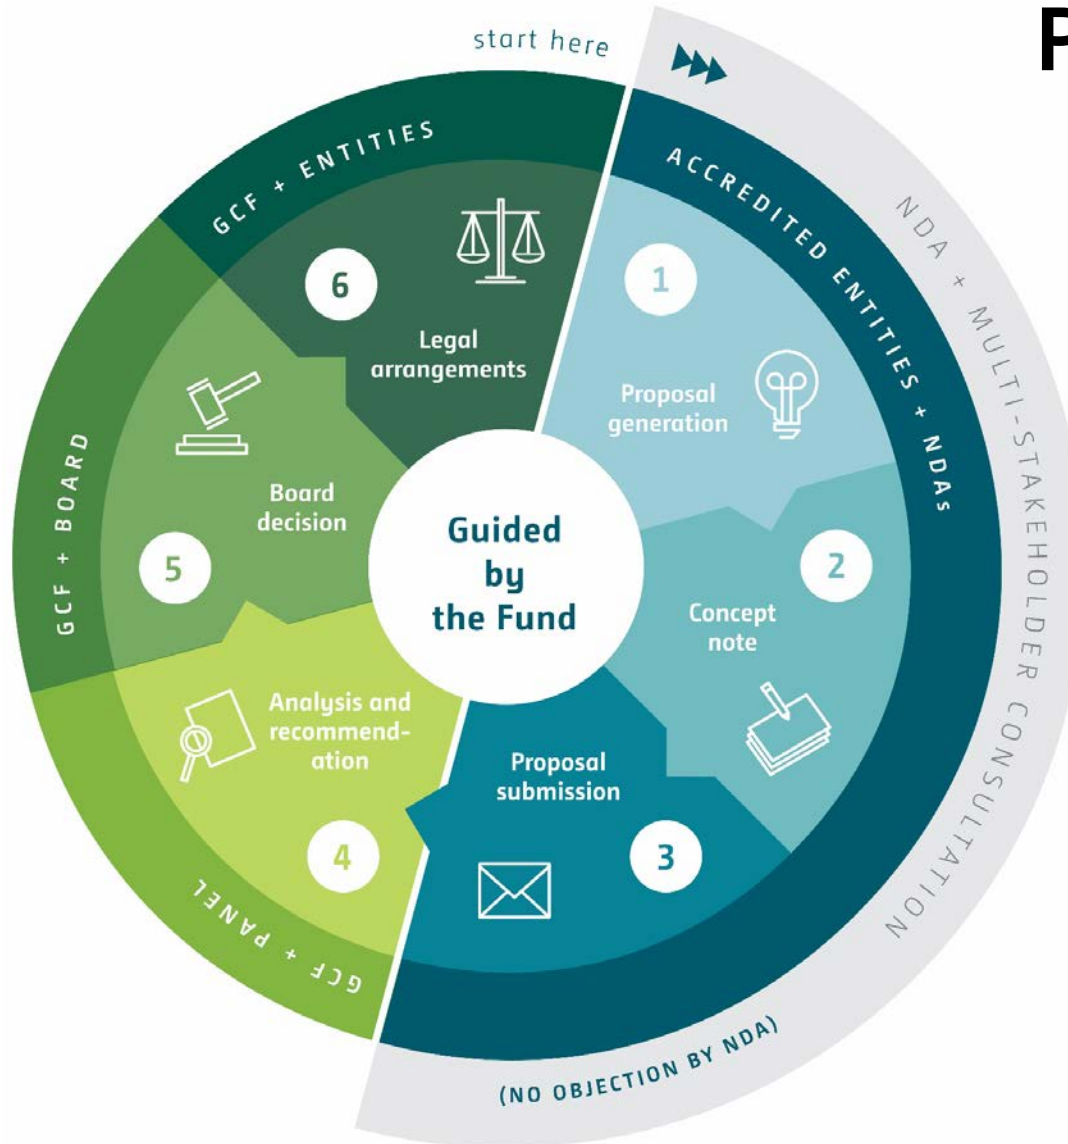 P
start here
NDA + MULTI-STAKEHOLDER CONSULTATION
(NO OBJECTION BY NDA)
ACCREDITED ENTITIES + NDAs
1
Proposal
generation
2
Concept
note
3
Proposal
submission
GCF + PANEL
4
Analysis and
recommend-
ation
GCF + BOARD
5
Board
decision
GCF + ENTITIES
6
Legal
arrangements
Guided
by
the Fund